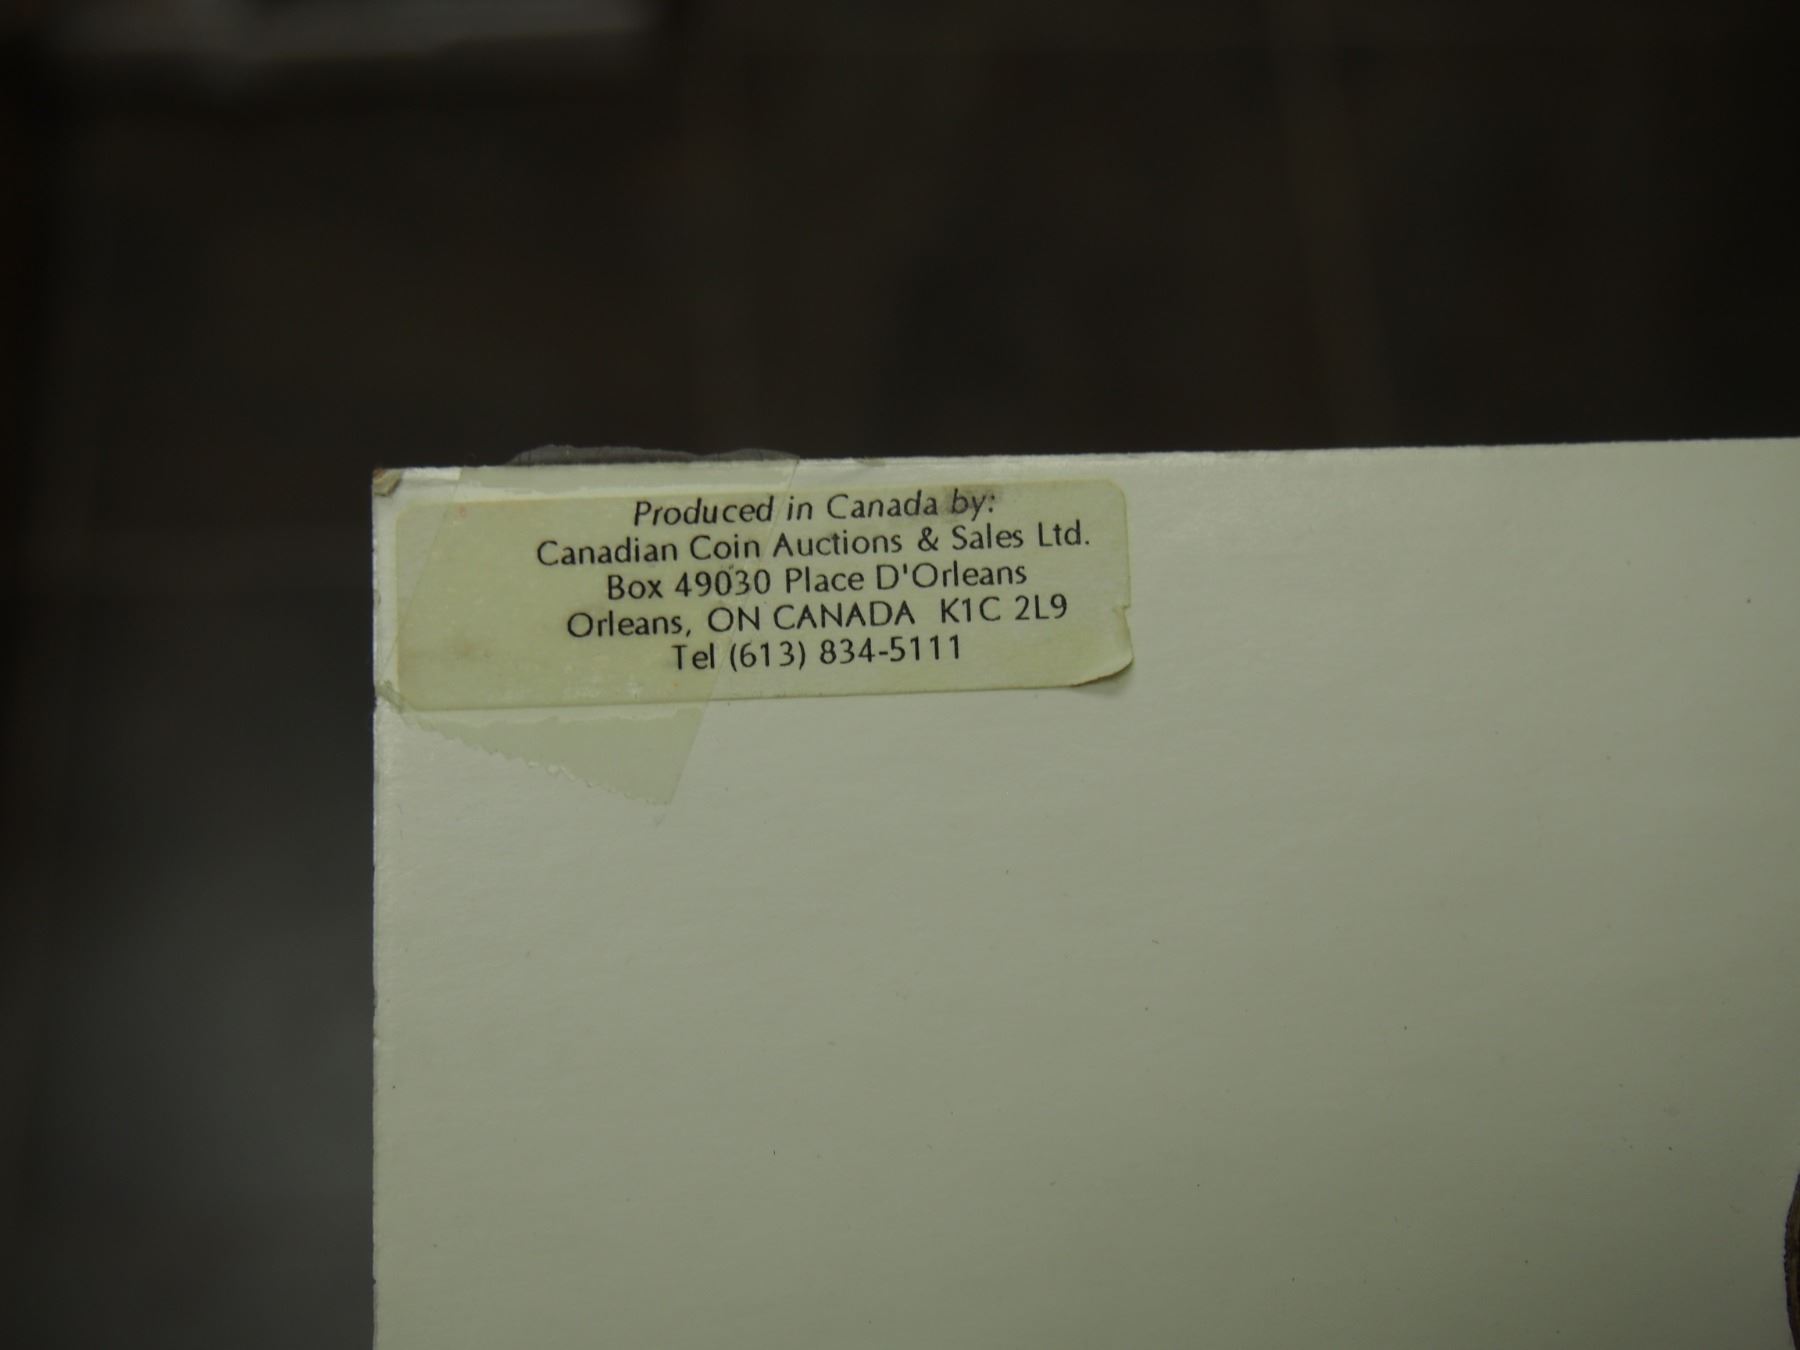 Produced in Canada by:
Canadian Coin Auctions & Sales Ltd.
Box 49030 Place D'Orleans
Orleans, ON CANADA K1C 2L9
Tel (613) 834-5111